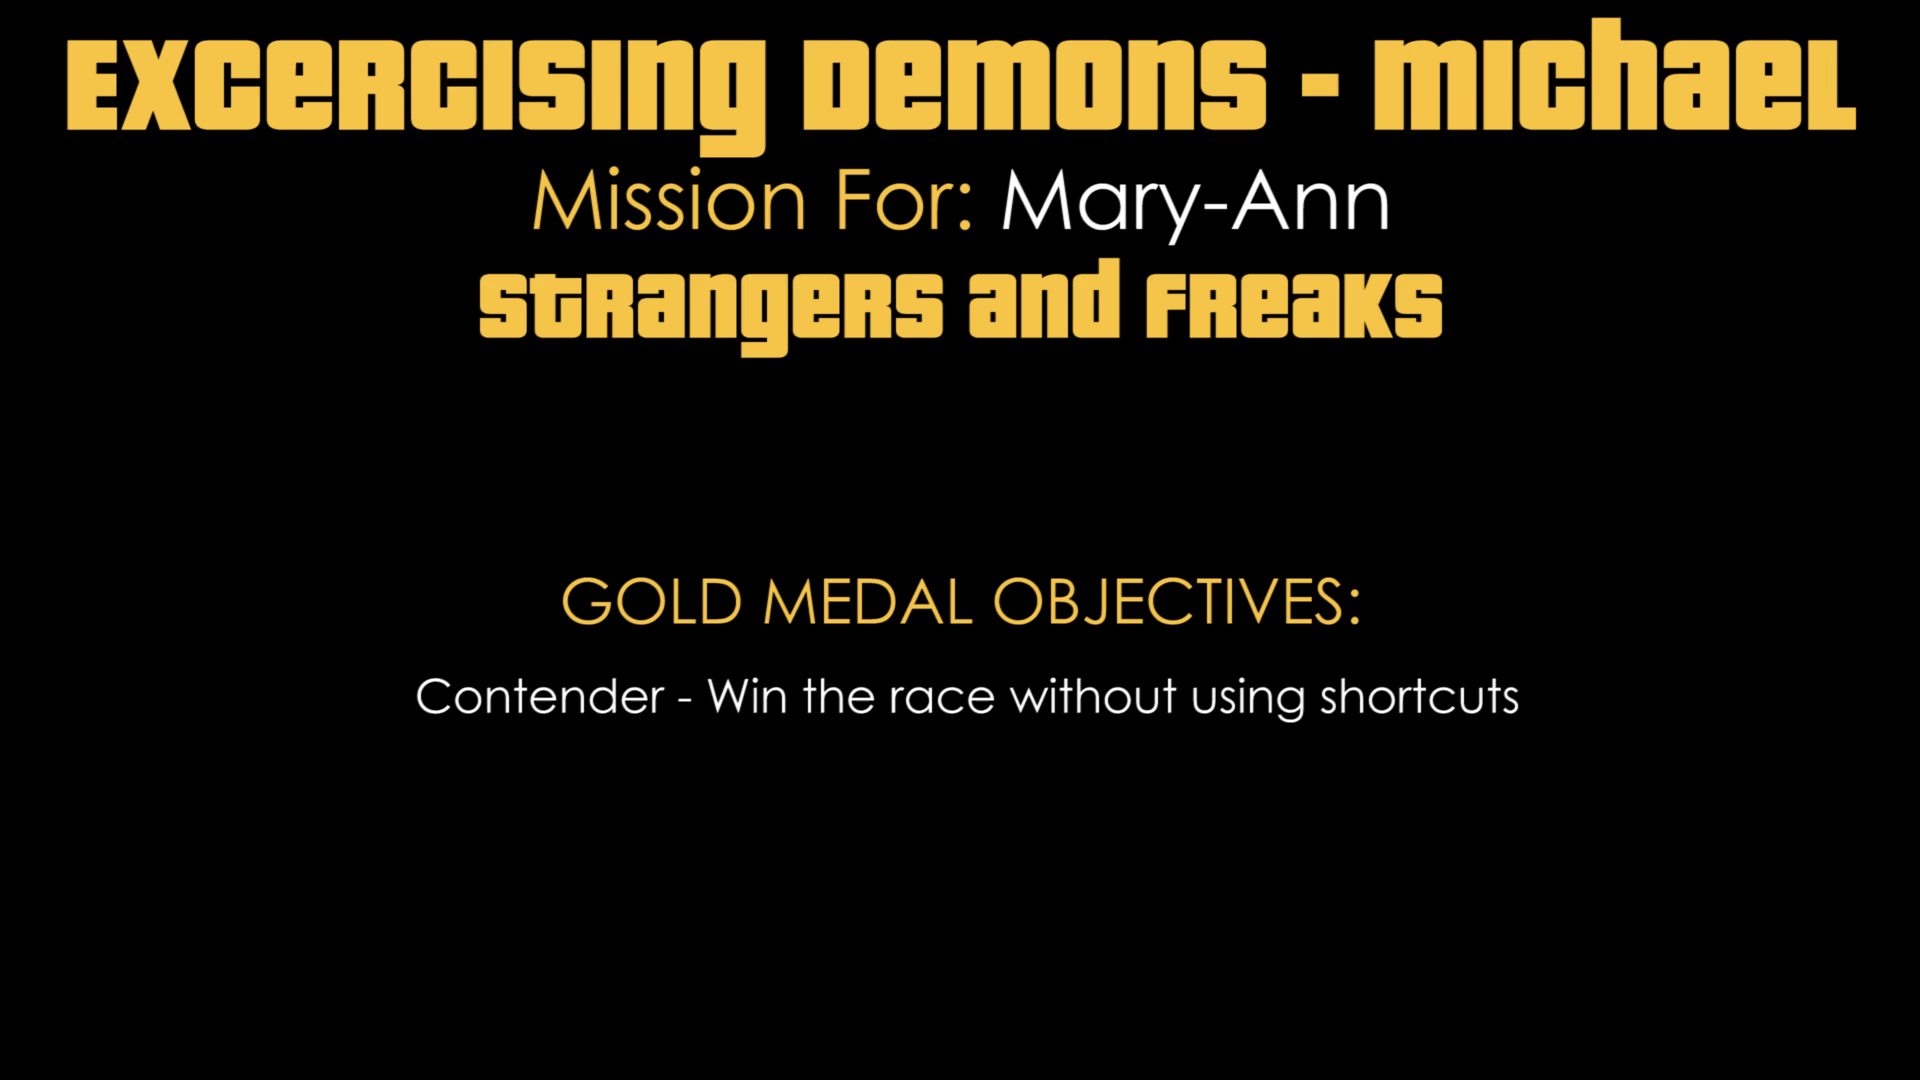 Excercising Demons - Michael
Mission For: Mary-Ann
Strangers and Freaks
GOLD MEDAL OBJECTIVES:
Contender - Win the race without using shortcuts